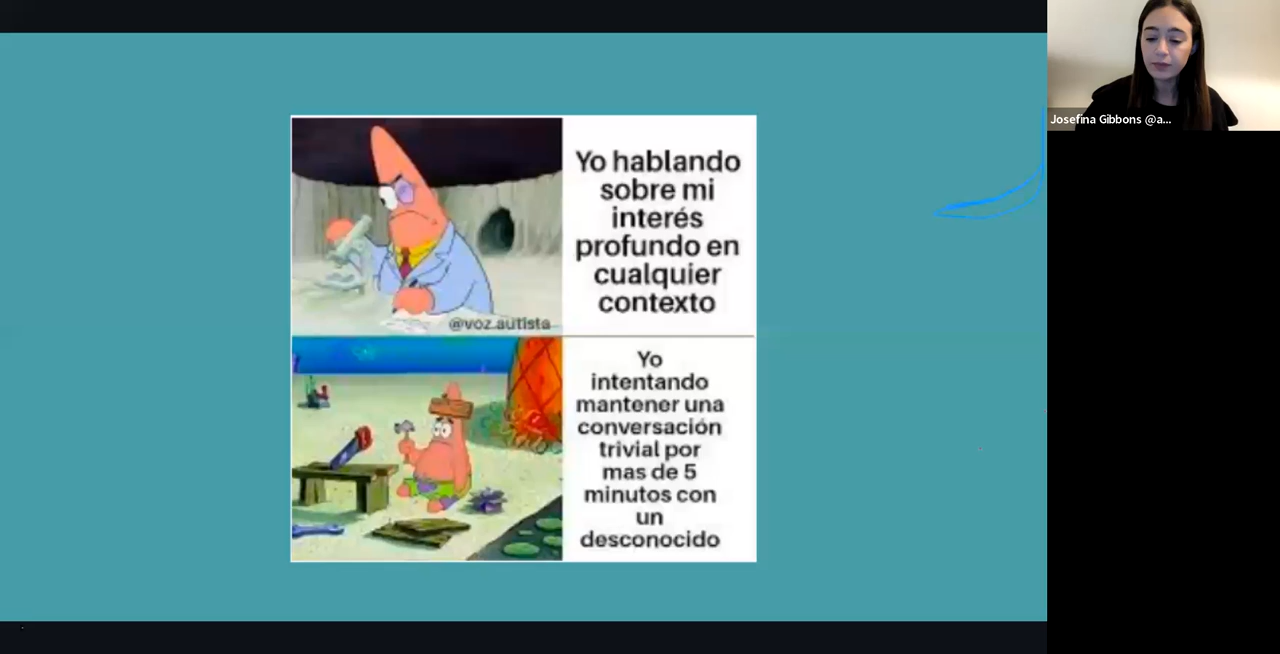 Josefina Gibbons @a...
Yo hablando
sobre mi
interés
profundo en
cualquier
contexto
@voz.autista
Yo
intentando
mantener una
conversación
trivial por
mas de 5
minutos con
un
desconocido